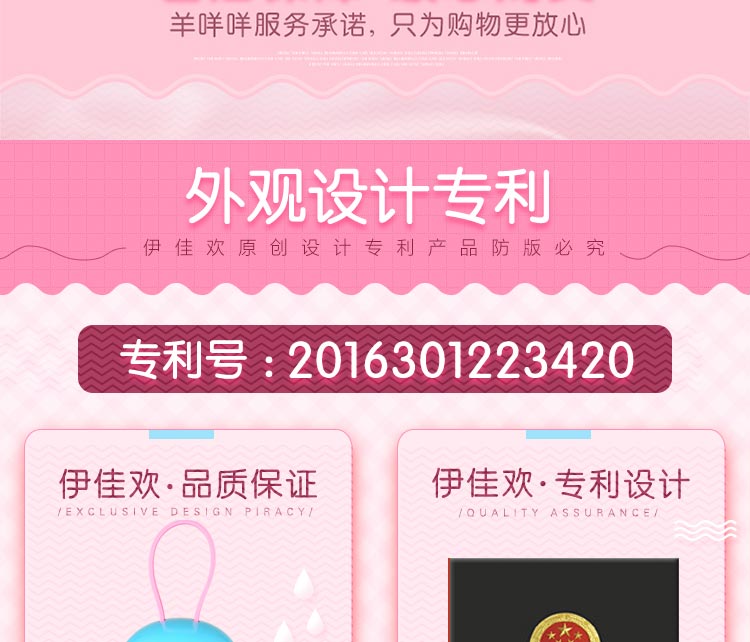 羊咩咩服务承诺, 只为购物更放心
外观设计专利
伊佳欢原创设计专利产品防版必究
专利号：2016301223420
伊佳欢·品质保证
/EXCLUSIVE DESIGN PIRACY/
伊佳欢·专利设计
/QUALITY ASSURANCE/